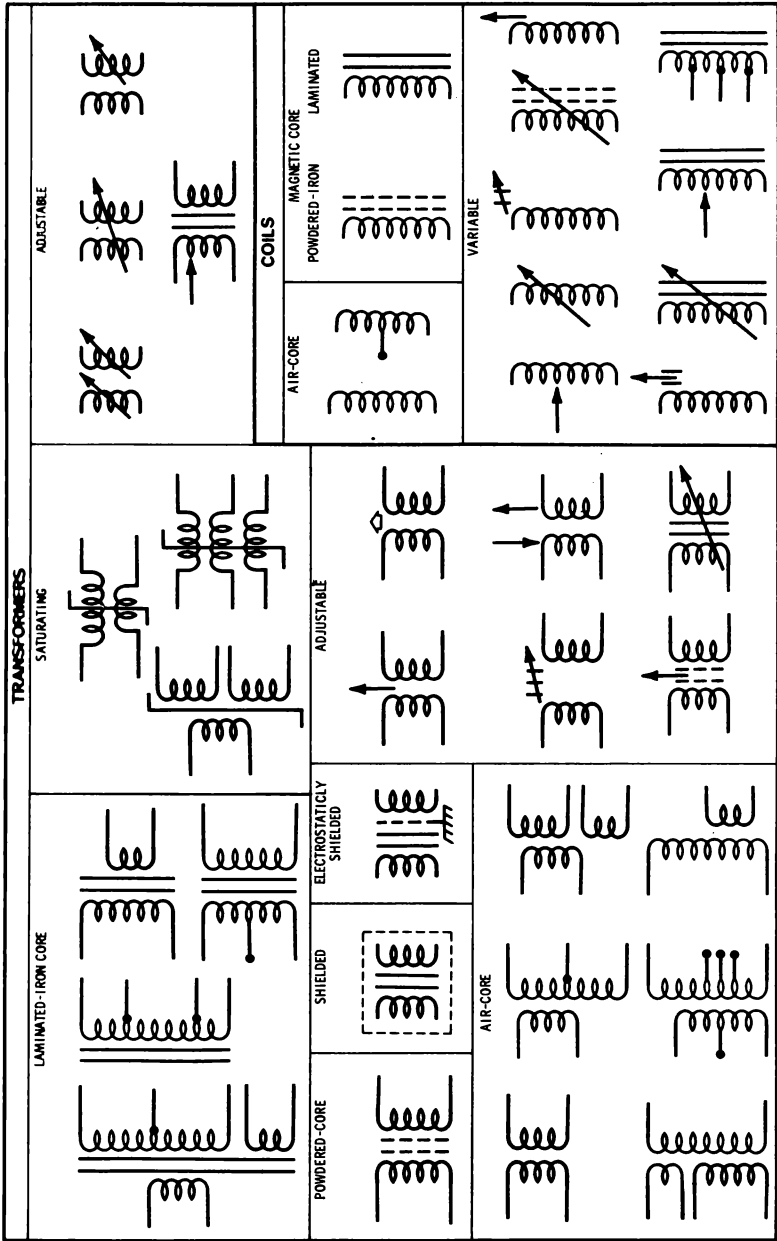 TRANSFORMERS
LAMINATED-IRON CORE
SATURATING
ADJUSTABLE
POWDERED-CORE
SHIELDED
ELECTROSTATICLY
SHIELDED
ADJUSTABLE
AIR-CORE
COILS
AIR-CORE
MAGNETIC CORE
POWDERED-IRON
LAMINATED
VARIABLE